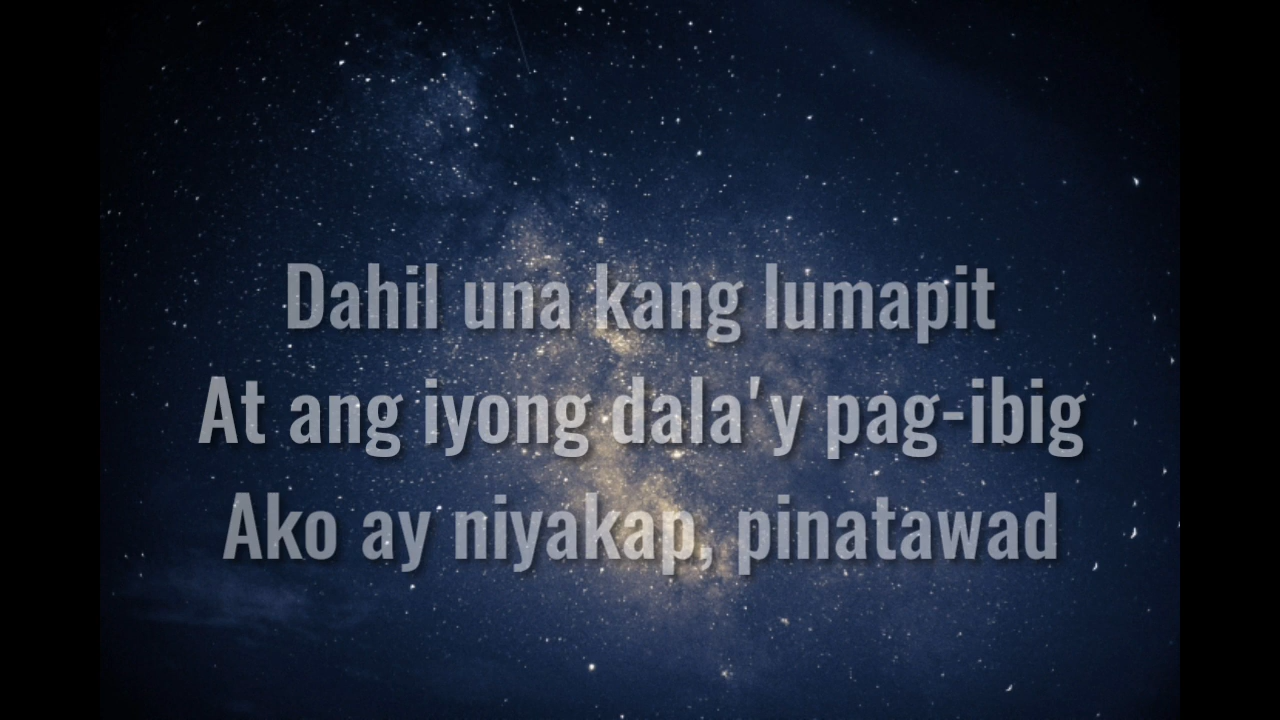 Dahil una kang lumapit
At ang iyong dala'y pag-ibig
Ako ay niyakap, pinatawad